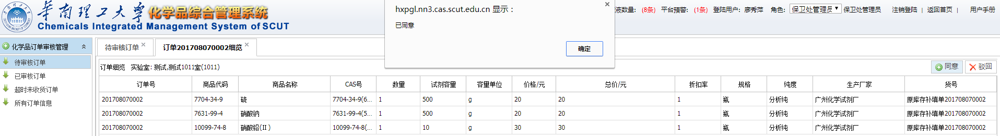 华南理工大学 化学品综合管理系统
Chemicals Integrated Management System of SCUT
hxpgl.nn3.cas.scut.edu.cn 显示：
已同意
确定
液数量: (8条) 平台预警: (1条) 登陆用户: 廖秀萍 角色: 保卫处管理员 保卫处管理员 注销登陆 | 返回首页 | 用户手册
化学品订单审核管理
待审核订单
已审核订单
超时未收货订单
所有订单信息
待审核订单 订单201708070002细览
订单细览 实验室: 测试,测试1011室(1011) 同意 驳回
订单号 商品代码 商品名称 CAS号 数量 试剂容量 容量单位 价格/元 总价/元 折扣率 规格 纯度 生产厂家 货号
201708070002 7704-34-9 硫 7704-34-9(6... 1 500 g 20 20 1 瓶 分析纯 广州化学试剂厂 原库存补填单201708070002
201708070002 7631-99-4 硝酸钠 7631-99-4(5... 1 500 g 20 20 1 瓶 分析纯 广州化学试剂厂 原库存补填单201708070002
201708070002 10099-74-8 硝酸铅(II) 10099-74-8(... 1 10 g 30 30 1 瓶 分析纯 广州化学试剂厂 原库存补填单201708070002